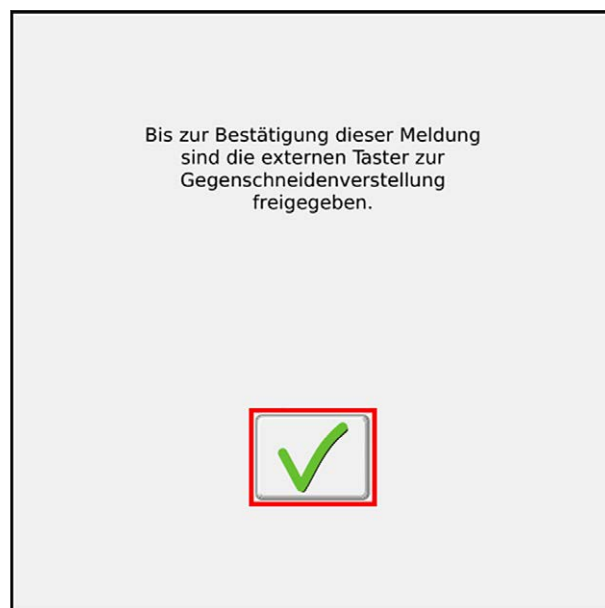 Bis zur Bestätigung dieser Meldung
sind die externen Taster zur
Gegenschneidenverstellung
freigegeben.